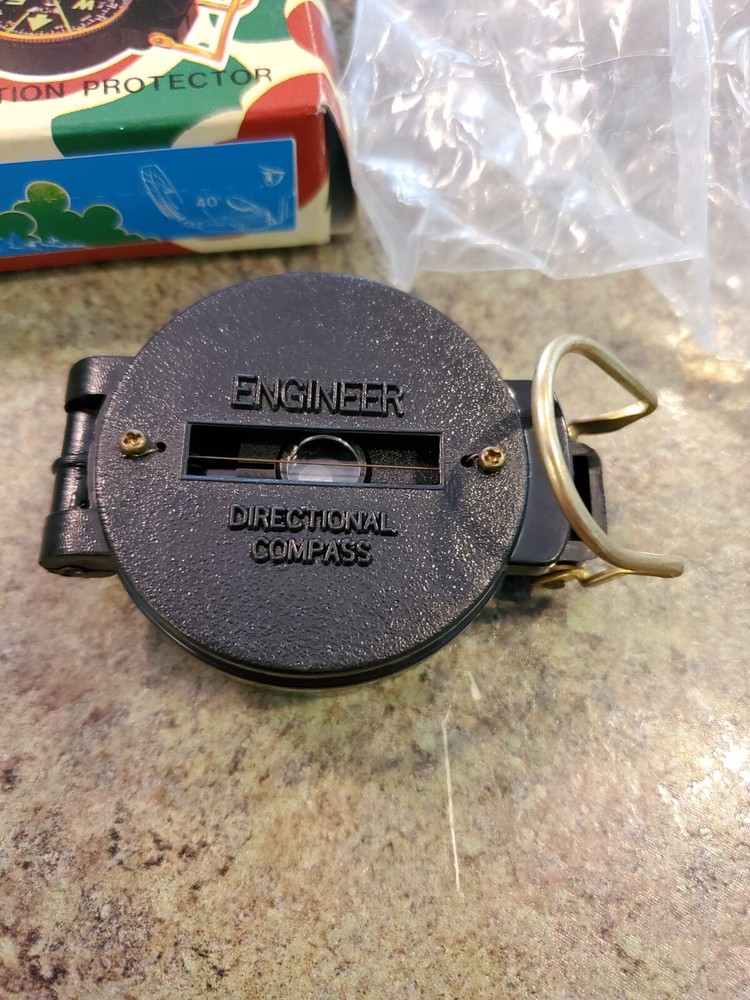 TION PROTECTOR
40°
ENGINEER
DIRECTIONAL
COMPASS